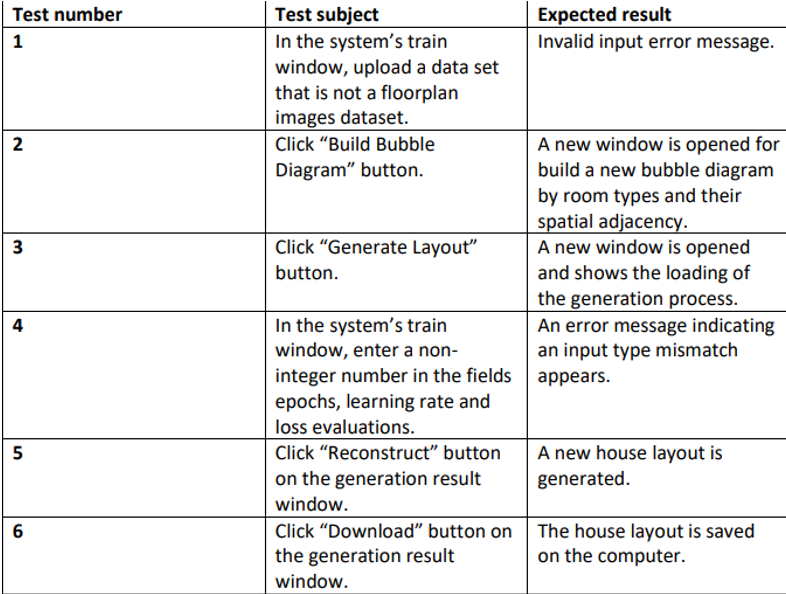 Test number Test subject Expected result
1 In the system’s train Invalid input error message.
window, upload a data set
that is not a floorplan
images dataset.
2 Click “Build Bubble A new window is opened for
Diagram” button. build a new bubble diagram
by room types and their
spatial adjacency.
3 Click “Generate Layout” A new window is opened
button. and shows the loading of
the generation process.
4 In the system’s train An error message indicating
window, enter a non- an input type mismatch
integer number in the fields appears.
epochs, learning rate and
loss evaluations.
5 Click “Reconstruct” button A new house layout is
on the generation result generated.
window.
6 Click “Download” button on The house layout is saved
the generation result on the computer.
window.